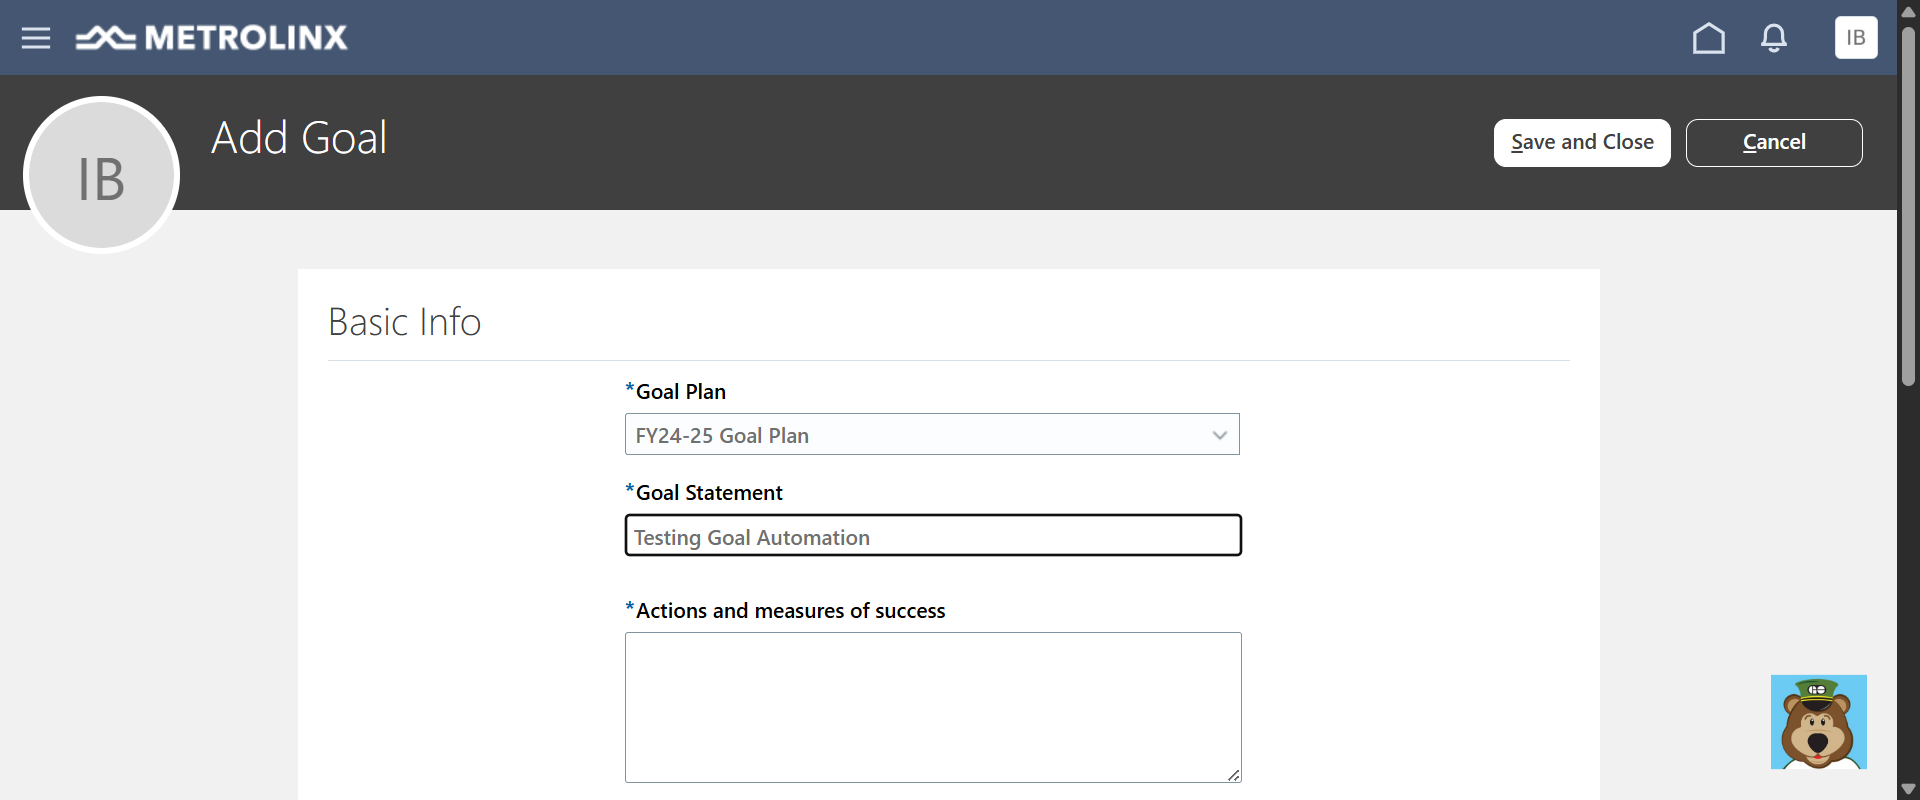 METROLINX
IB
IB
Add Goal
Save and Close
Cancel
Basic Info
*Goal Plan
FY24-25 Goal Plan
*Goal Statement
Testing Goal Automation
*Actions and measures of success
GO